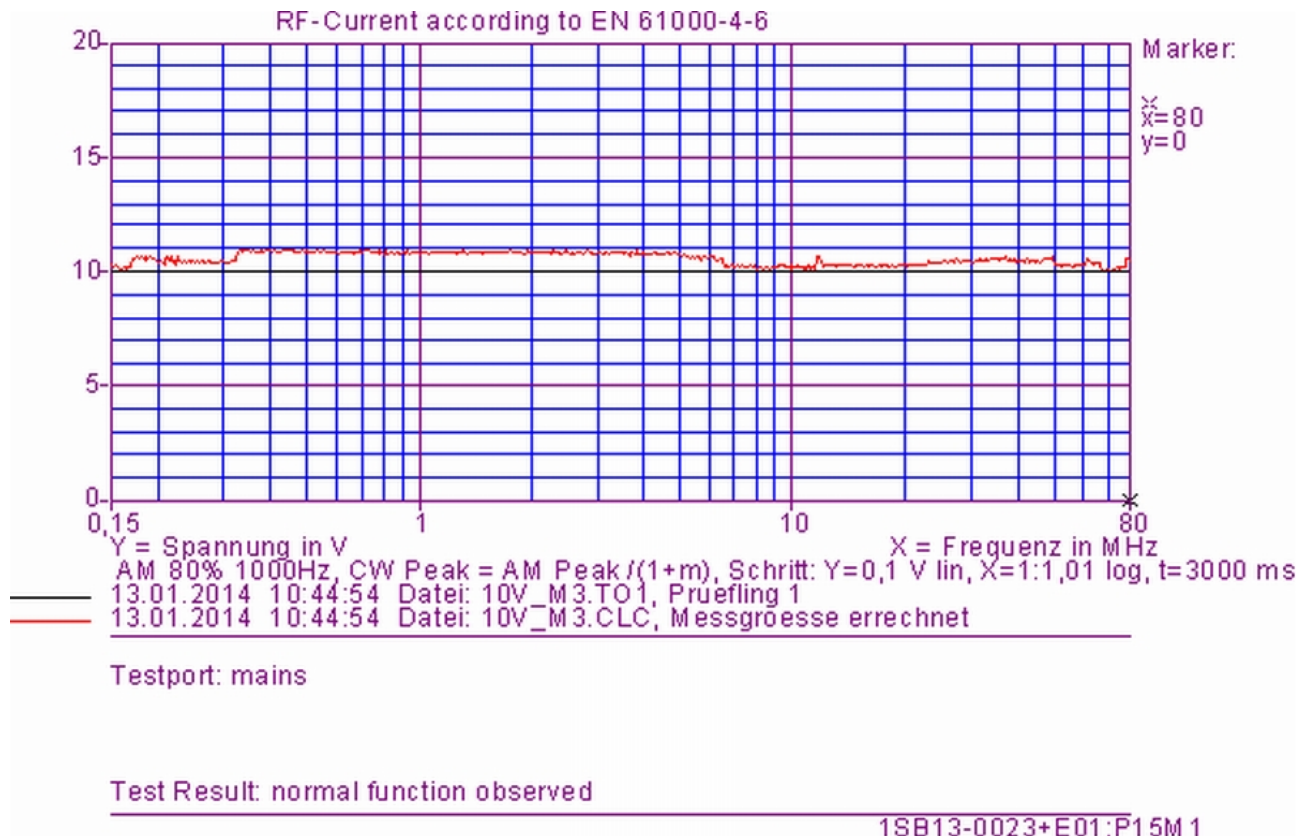 RF-Current according to EN 61000-4-6
20
Marker:
x=80
y=0
15
10
5
0
0,15
1
10
80
Y = Spannung in V
X = Frequenz in MHz
AM 80% 1000Hz, CW Peak = AM Peak/(1+m), Schritt: Y=0,1 V lin, X=1:1,01 log, t=3000 ms
13.01.2014 10:44:54 Datei: 10V_M3.TO1, Pruefling 1
13.01.2014 10:44:54 Datei: 10V_M3.CLC, Messgroesse errechnet
Testport: mains
Test Result: normal function observed
1SB13-0023+E01:P15M1